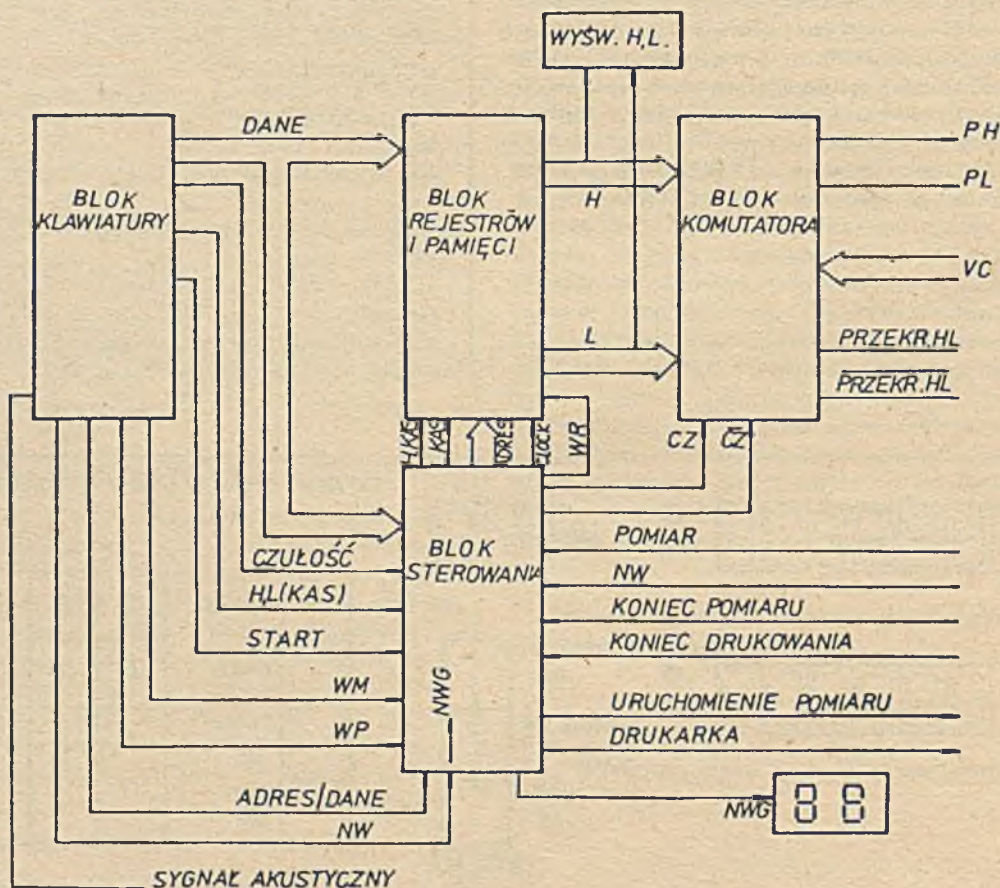 WYŚW. H,L.
DANE
BLOK
KLAWIATURY
BLOK
REJESTRÓW
I PAMIĘCI
H
L
BLOK
KOMUTATORA
PH
PL
VC
PRZEKR.HL
PRZEKR.HL
H,KAS
L KAS
ADRES
CLOCK
WR
CZ
CZ
BLOK
STEROWANIA
CZUŁOŚĆ
H,L(KAS)
START
WM
WP
ADRES/DANE
NW
SYGNAŁ AKUSTYCZNY
NWG
POMIAR
NW
KONIEC POMIARU
KONIEC DRUKOWANIA
URUCHOMIENIE POMIARU
DRUKARKA
NWG